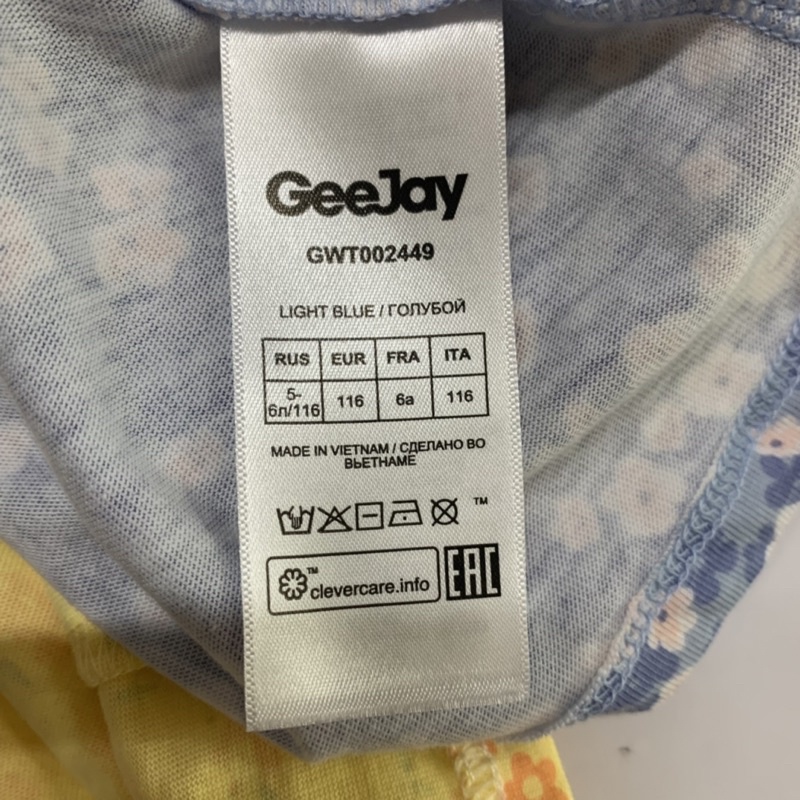 GeeJay
GWT002449
LIGHT BLUE / ГОЛУБОЙ
RUS EUR FRA ITA
5-
6л/116 116 6a 116
MADE IN VIETNAM / СДЕЛАНО ВО
ВЬЕТНАМЕ
TM
TM
clevercare.info
EAC